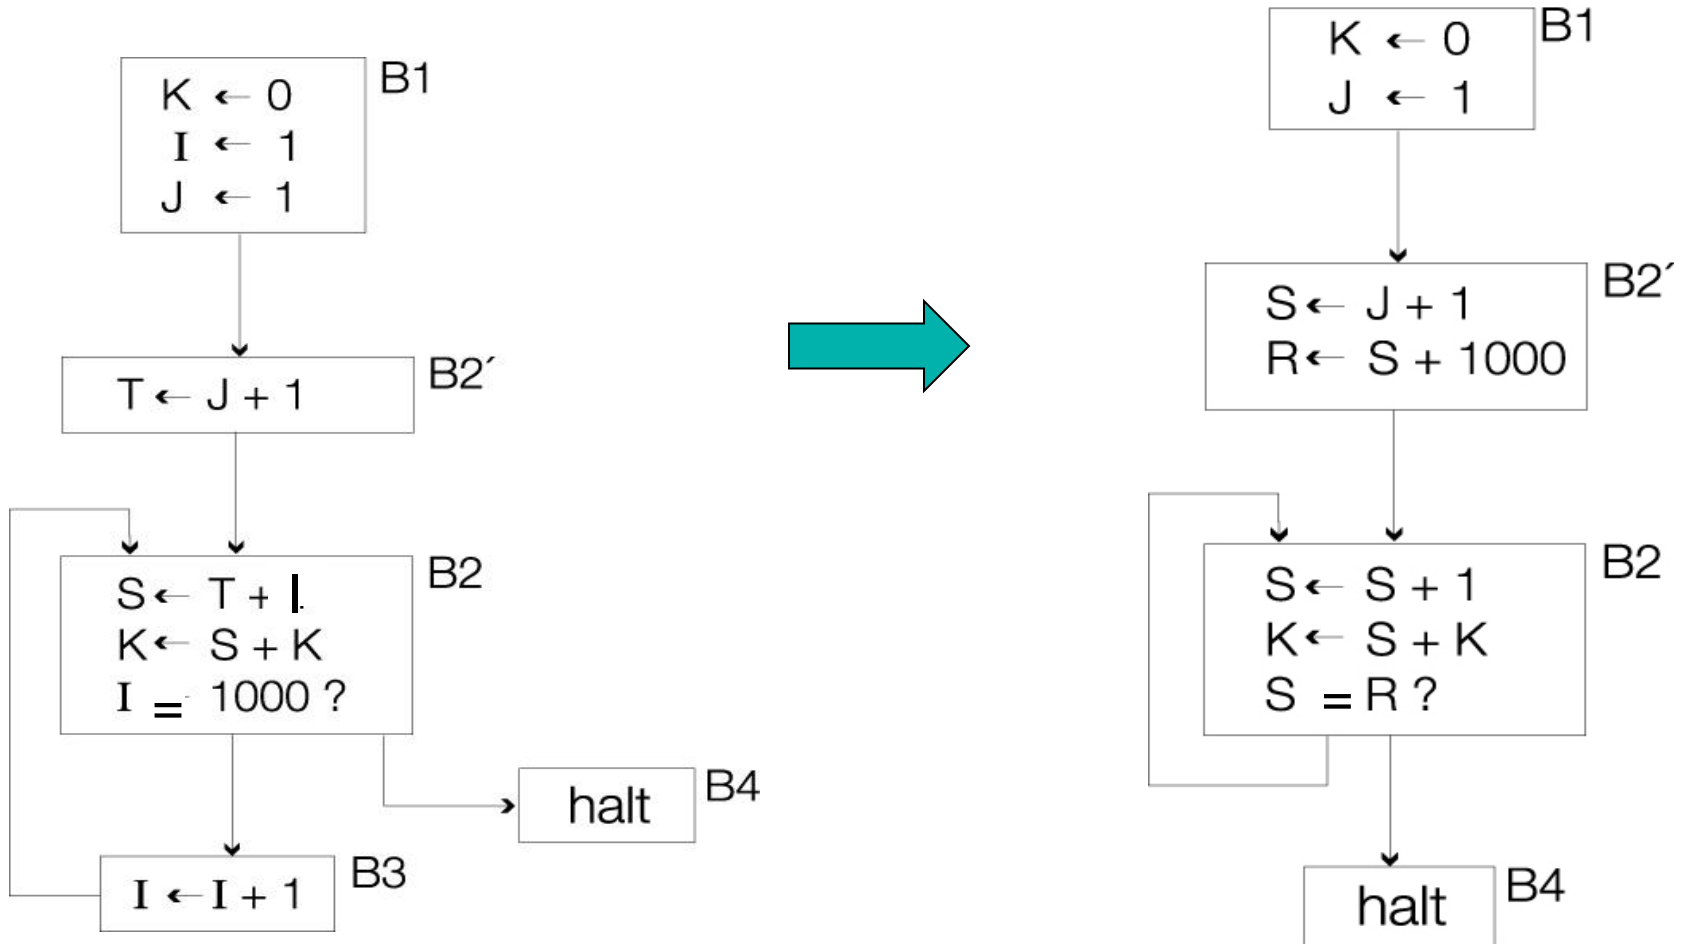 B1
K ← 0
I ← 1
J ← 1
B2´
T ← J + 1
B2
S ← T + I.
K ← S + K
I = 1000 ?
halt
B4
B3
I ← I + 1
K ← 0
B1
J ← 1
B2´
S ← J + 1
R ← S + 1000
B2
S ← S + 1
K ← S + K
S = R ?
halt
B4